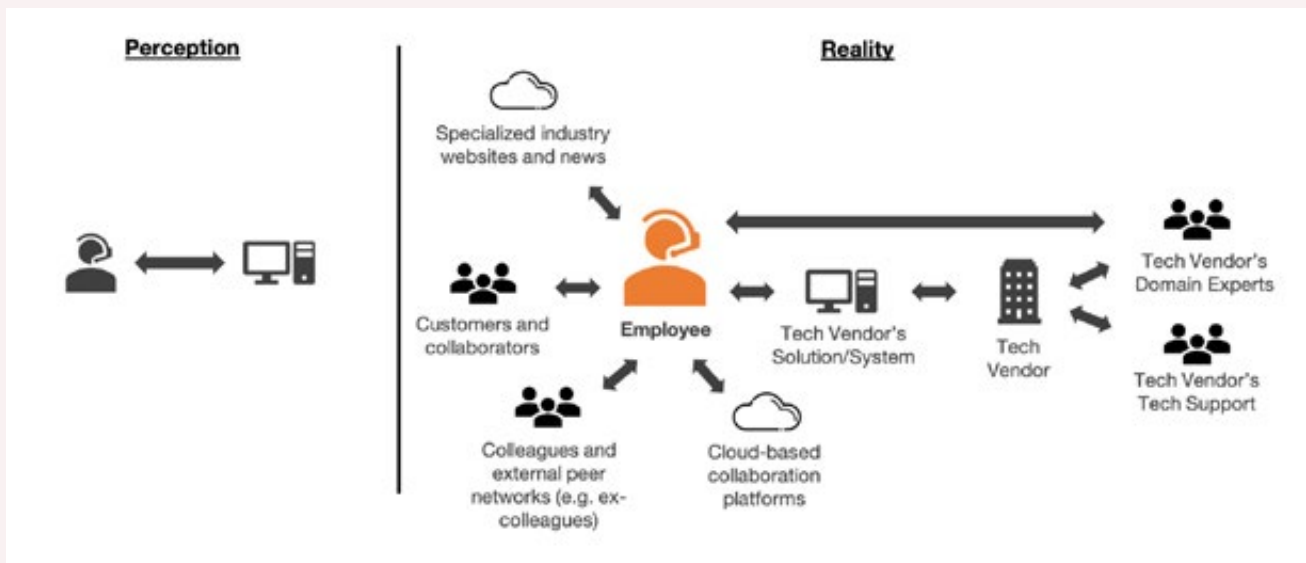 Perception
Reality
Specialized industry
websites and news
Customers and
collaborators
Employee
Tech Vendor's
Solution/System
Tech
Vendor
Tech Vendor's
Domain Experts
Tech Vendor's
Tech Support
Colleagues and
external peer
networks (e.g. ex-
colleagues)
Cloud-based
collaboration
platforms